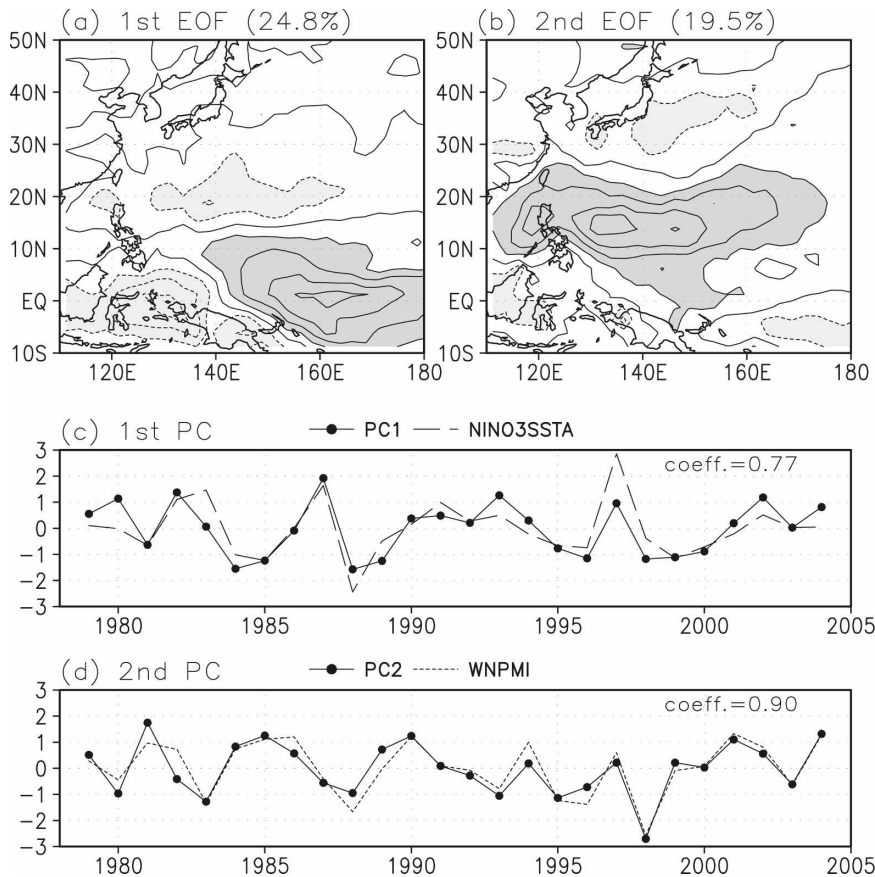 (a) 1st EOF (24.8%) (b) 2nd EOF (19.5%)
50N 50N
40N 40N
30N 30N
20N 20N
10N 10N
EQ EQ
10S 10S
120E 140E 160E 180 120E 140E 160E 180
(c) 1st PC PC1 NINO3SSTA
coeff.=0.77
3
2
1
0
-1
-2
-3
1980 1985 1990 1995 2000 2005
(d) 2nd PC PC2 WNPMI
coeff.=0.90
3
2
1
0
-1
-2
-3
1980 1985 1990 1995 2000 2005